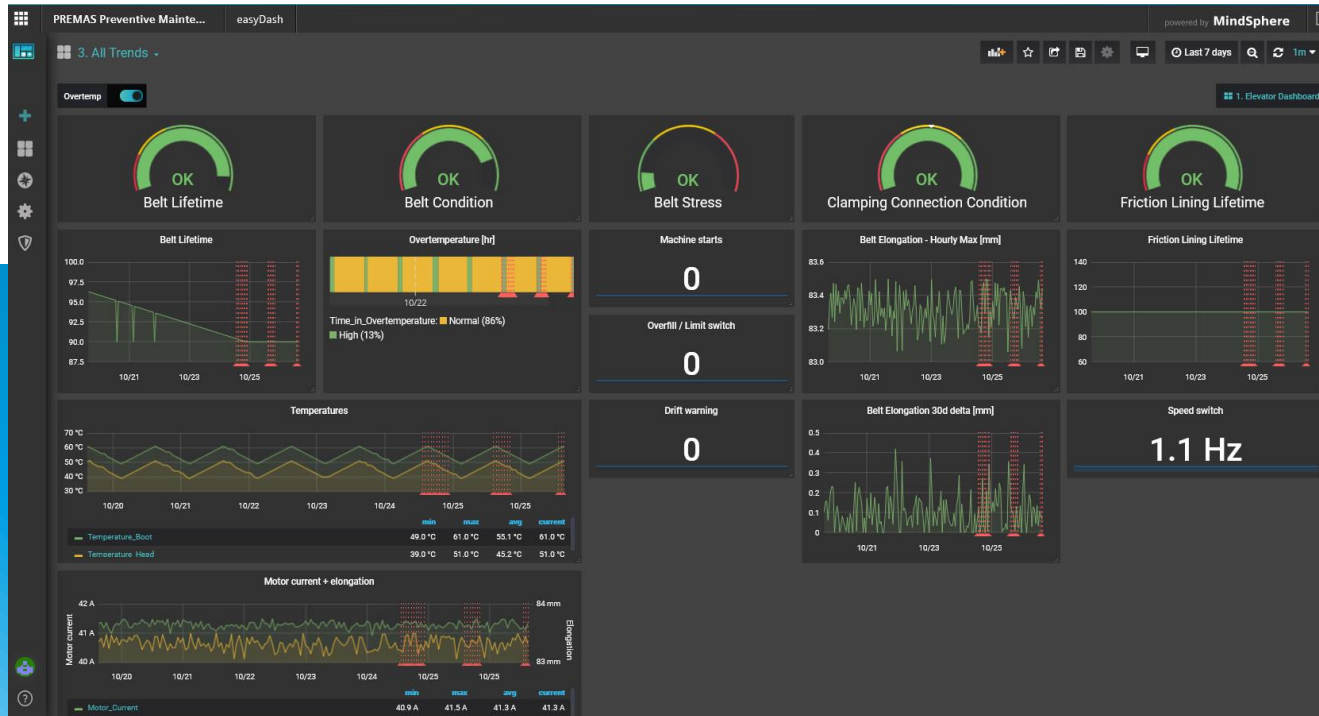 PREMAS Preventive Mainte...
easyDash
powered by MindSphere
3. All Trends
Last 7 days
1m
Overtemp
1. Elevator Dashboard
OK
Belt Lifetime
OK
Belt Condition
OK
Belt Stress
OK
Clamping Connection Condition
OK
Friction Lining Lifetime
Belt Lifetime
100.0
97.5
95.0
92.5
90.0
87.5
10/21 10/23 10/25
Overtemperature [hr]
10/22
Time_in_Overtemperature: Normal (86%)
High (13%)
Machine starts
0
Overfill / Limit switch
0
Belt Elongation - Hourly Max [mm]
83.6
83.4
83.2
83.0
10/21 10/23 10/25
Friction Lining Lifetime
140
120
100
80
60
10/21 10/23 10/25
Temperatures
70 °C
60 °C
50 °C
40 °C
30 °C
10/20 10/21 10/22 10/23 10/24 10/25 10/25
min max avg current
Temperature_Boot 49.0 °C 61.0 °C 55.1 °C 61.0 °C
Temperature_Head 39.0 °C 51.0 °C 45.2 °C 51.0 °C
Drift warning
0
Belt Elongation 30d delta [mm]
0.5
0.4
0.3
0.2
0.1
0
10/21 10/23 10/25
Speed switch
1.1 Hz
Motor current + elongation
Motor current
42 A
41 A
40 A
84 mm
83 mm
Elongation
10/20 10/21 10/22 10/23 10/24 10/25 10/25
min max avg current
Motor_Current 40.9 A 41.5 A 41.3 A 41.3 A